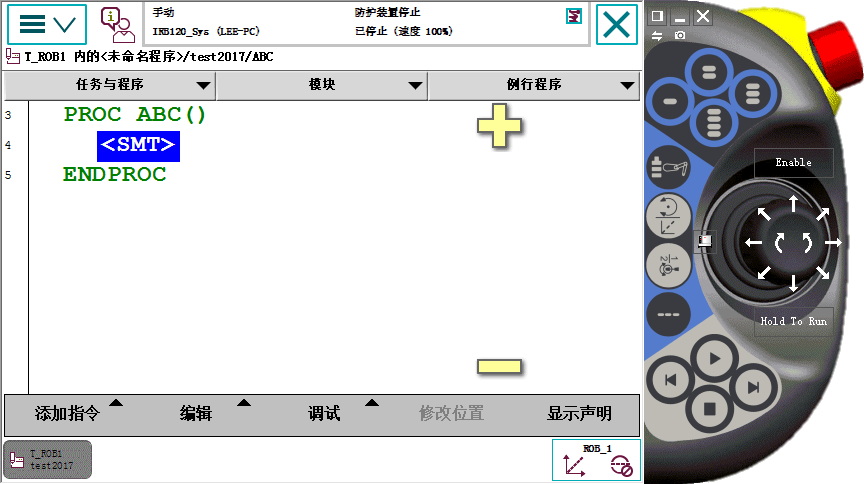 手动
防护装置停止
IRB120_Sys (LEE-PC)
已停止 (速度 100%)
T_ROB1 内的<未命名程序>/test2017/ABC
任务与程序
模块
例行程序
3 PROC ABC()
4 <SMT>
5 ENDPROC
添加指令
编辑
调试
修改位置
显示声明
T_ROB1
test2017
ROB_1
Enable
Hold To Run